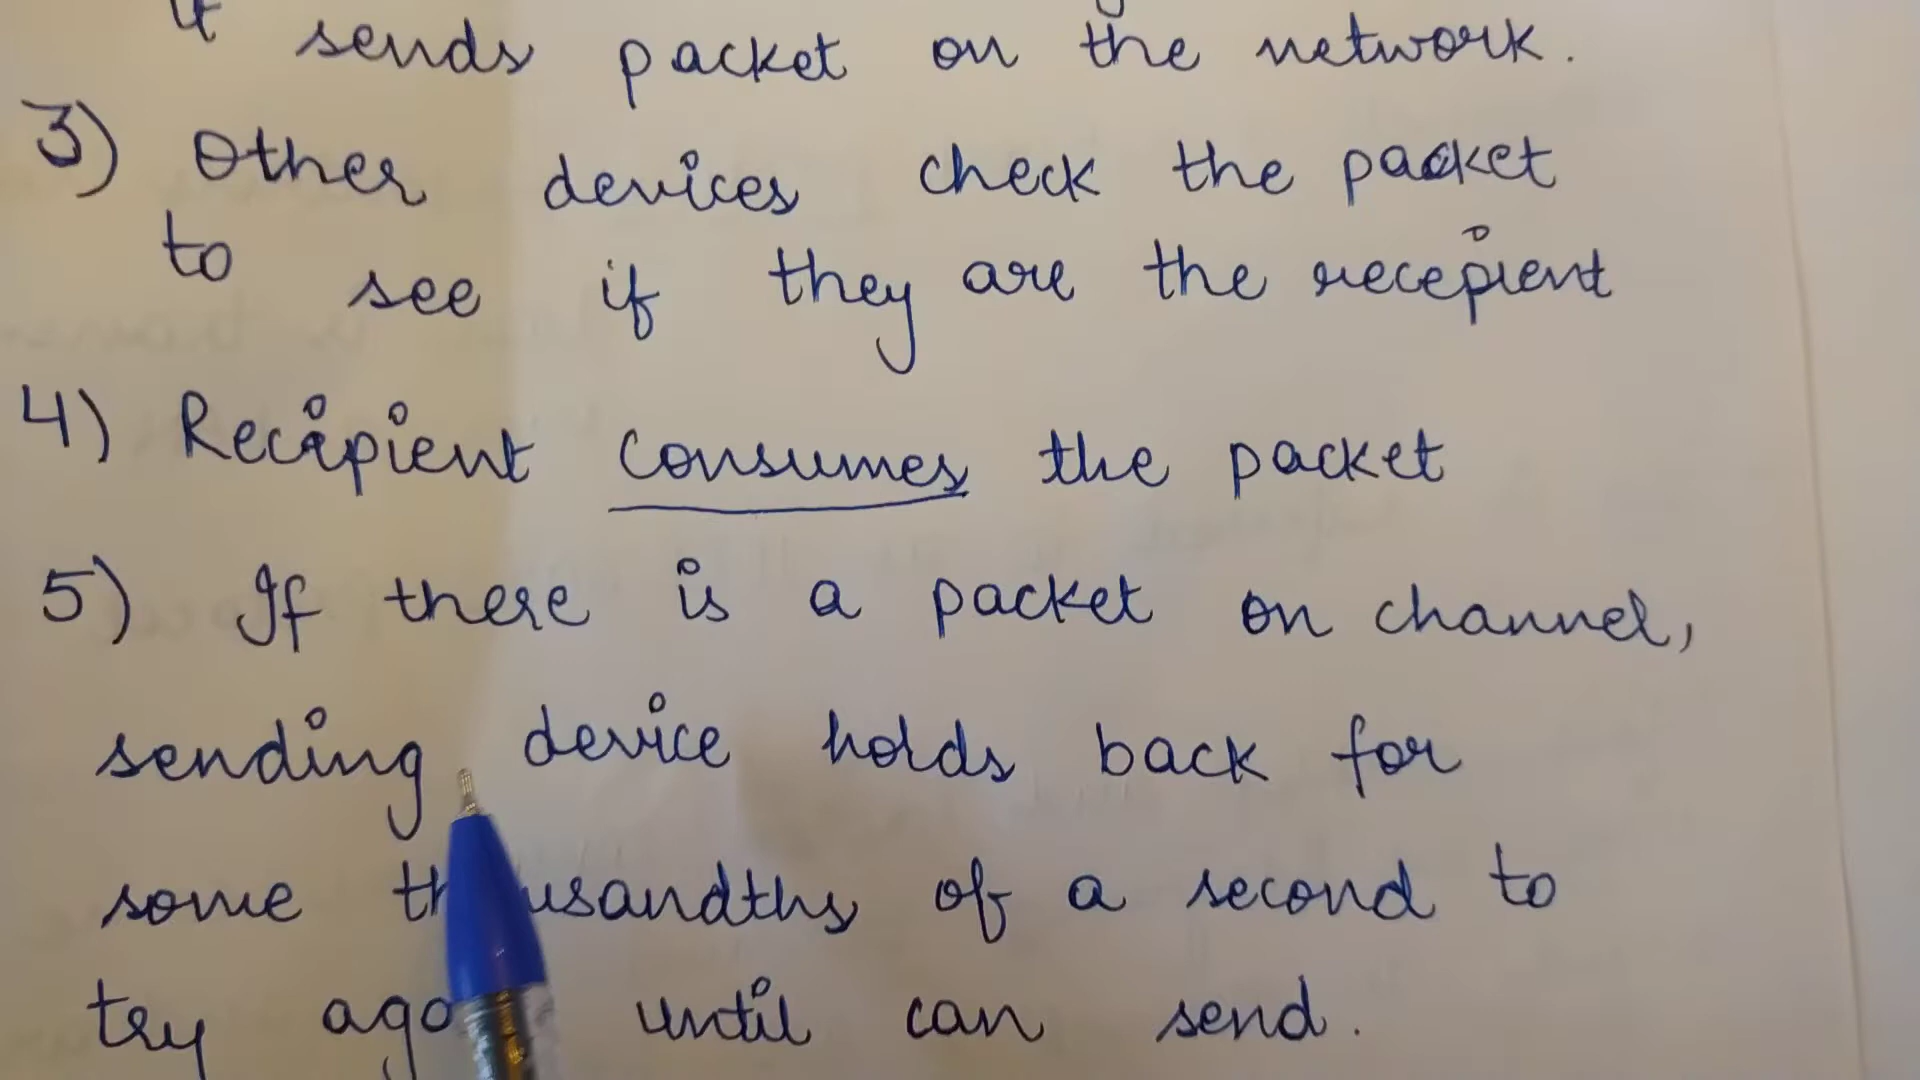 it sends packet on the network.
3) Other devices check the packet
to see if they are the recepient
4) Recipient consumes the packet
5) If there is a packet on channel,
sending device holds back for
some thousandths of a second to
try until can send.